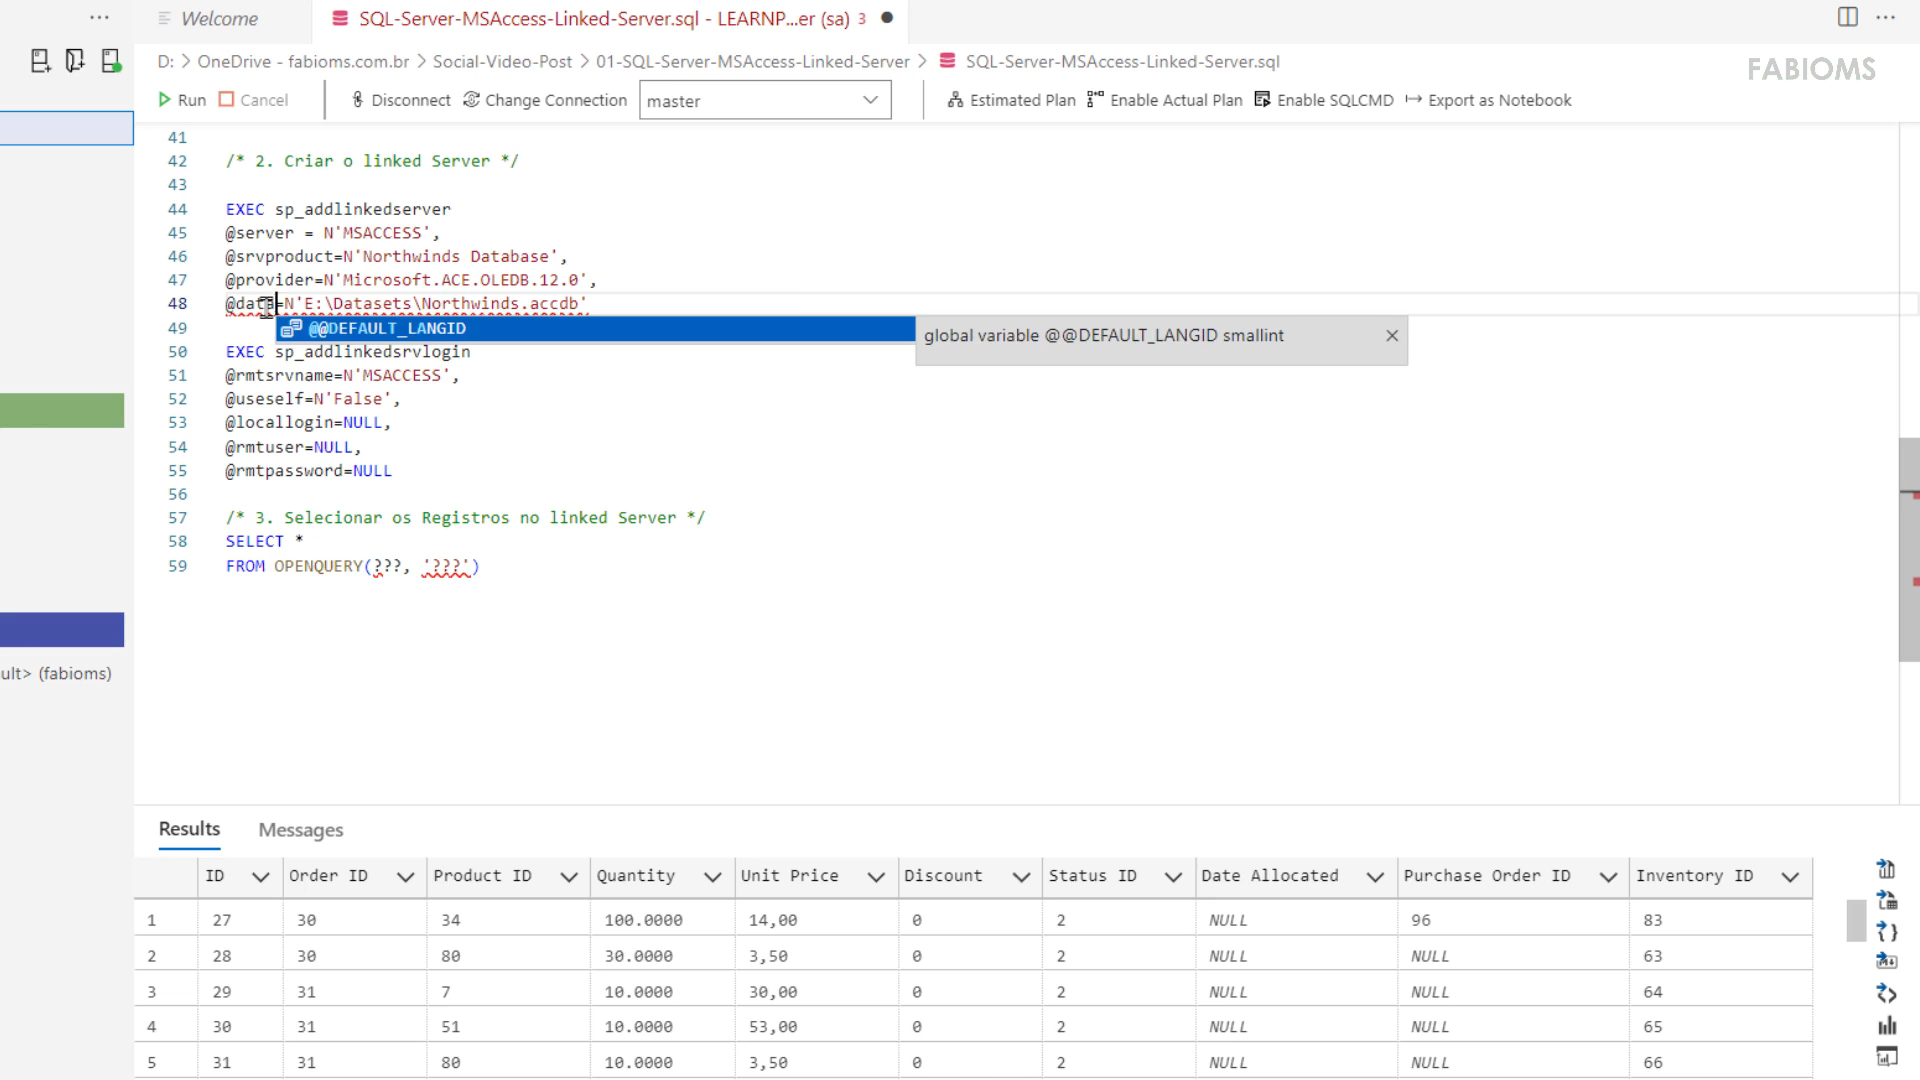 Welcome
SQL-Server-MSAccess-Linked-Server.sql - LEARNP...er (sa) 3
D: > OneDrive - fabioms.com.br > Social-Video-Post > 01-SQL-Server-MSAccess-Linked-Server > SQL-Server-MSAccess-Linked-Server.sql
FABIOMS
Run Cancel Disconnect Change Connection master Estimated Plan Enable Actual Plan Enable SQLCMD Export as Notebook
41
42 /* 2. Criar o linked Server */
43
44 EXEC sp_addlinkedserver
45 @server = N'MSACCESS',
46 @srvproduct=N'Northwinds Database',
47 @provider=N'Microsoft.ACE.OLEDB.12.0',
48 @data=N'E:\Datasets\Northwinds.accdb'
49 @@DEFAULT_LANGID global variable @@DEFAULT_LANGID smallint
50 EXEC sp_addlinkedsrvlogin
51 @rmtsrvname=N'MSACCESS',
52 @useself=N'False',
53 @locallogin=NULL,
54 @rmtuser=NULL,
55 @rmtpassword=NULL
56
57 /* 3. Selecionar os Registros no linked Server */
58 SELECT *
59 FROM OPENQUERY(???, '???')
ult> (fabioms)
Results Messages
ID Order ID Product ID Quantity Unit Price Discount Status ID Date Allocated Purchase Order ID Inventory ID
1 27 30 34 100.0000 14,00 0 2 NULL 96 83
2 28 30 80 30.0000 3,50 0 2 NULL NULL 63
3 29 31 7 10.0000 30,00 0 2 NULL NULL 64
4 30 31 51 10.0000 53,00 0 2 NULL NULL 65
5 31 31 80 10.0000 3,50 0 2 NULL NULL 66